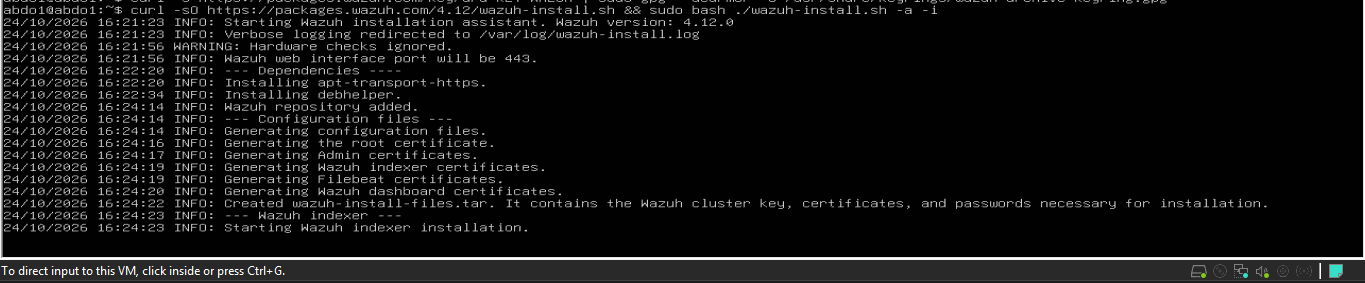 abdo1@abdo1:~$ curl -sO https://packages.wazuh.com/4.12/wazuh-install.sh && sudo bash ./wazuh-install.sh -a -i
24/10/2026 16:21:23 INFO: Starting Wazuh installation assistant. Wazuh version: 4.12.0
24/10/2026 16:21:23 INFO: Verbose logging redirected to /var/log/wazuh-install.log
24/10/2026 16:21:56 WARNING: Hardware checks ignored.
24/10/2026 16:21:56 INFO: Wazuh web interface port will be 443.
24/10/2026 16:22:20 INFO: --- Dependencies ----
24/10/2026 16:22:20 INFO: Installing apt-transport-https.
24/10/2026 16:22:34 INFO: Installing debhelper.
24/10/2026 16:24:14 INFO: Wazuh repository added.
24/10/2026 16:24:14 INFO: --- Configuration files ---
24/10/2026 16:24:14 INFO: Generating configuration files.
24/10/2026 16:24:16 INFO: Generating the root certificate.
24/10/2026 16:24:17 INFO: Generating Admin certificates.
24/10/2026 16:24:19 INFO: Generating Wazuh indexer certificates.
24/10/2026 16:24:19 INFO: Generating Filebeat certificates.
24/10/2026 16:24:20 INFO: Generating Wazuh dashboard certificates.
24/10/2026 16:24:22 INFO: Created wazuh-install-files.tar. It contains the Wazuh cluster key, certificates, and passwords necessary for installation.
24/10/2026 16:24:23 INFO: --- Wazuh indexer ---
24/10/2026 16:24:23 INFO: Starting Wazuh indexer installation.
To direct input to this VM, click inside or press Ctrl+G.